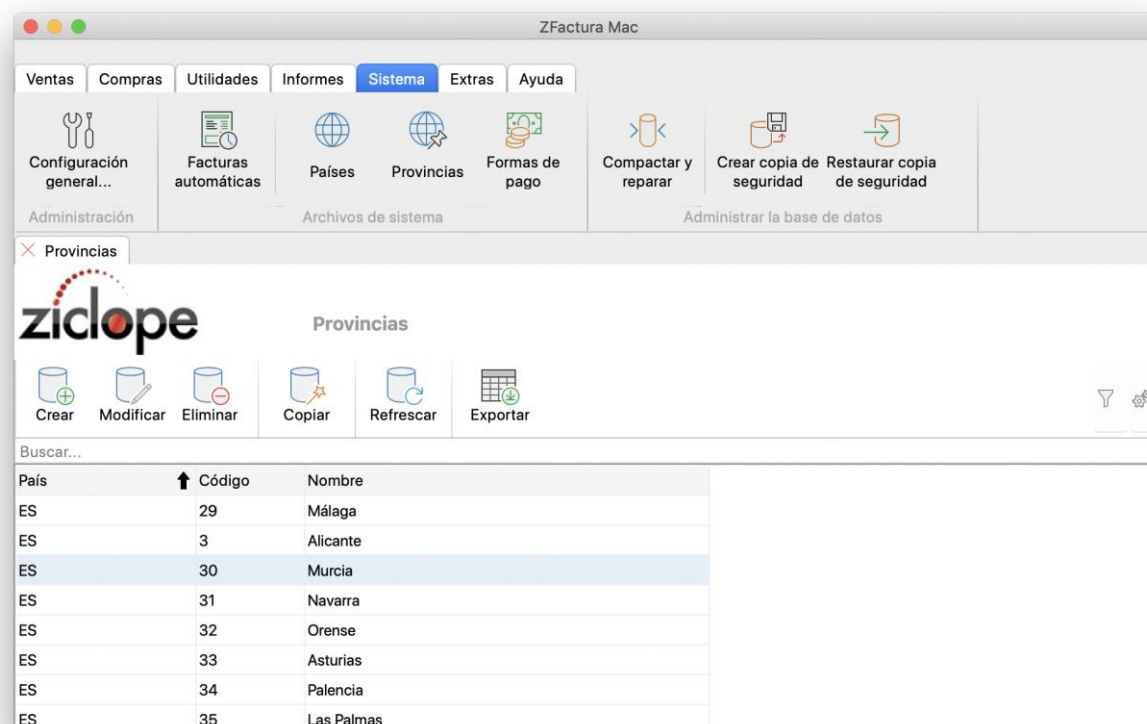 ZFactura Mac
Ventas Compras Utilidades Informes Sistema Extras Ayuda
Configuración general... Facturas automáticas Países Provincias Formas de pago Compactar y reparar Crear copia de seguridad Restaurar copia de seguridad
Administración Archivos de sistema Administrar la base de datos
Provincias
ziclope Provincias
Crear Modificar Eliminar Copiar Refrescar Exportar
Buscar...
País Código Nombre
ES 29 Málaga
ES 3 Alicante
ES 30 Murcia
ES 31 Navarra
ES 32 Orense
ES 33 Asturias
ES 34 Palencia
ES 35 Las Palmas